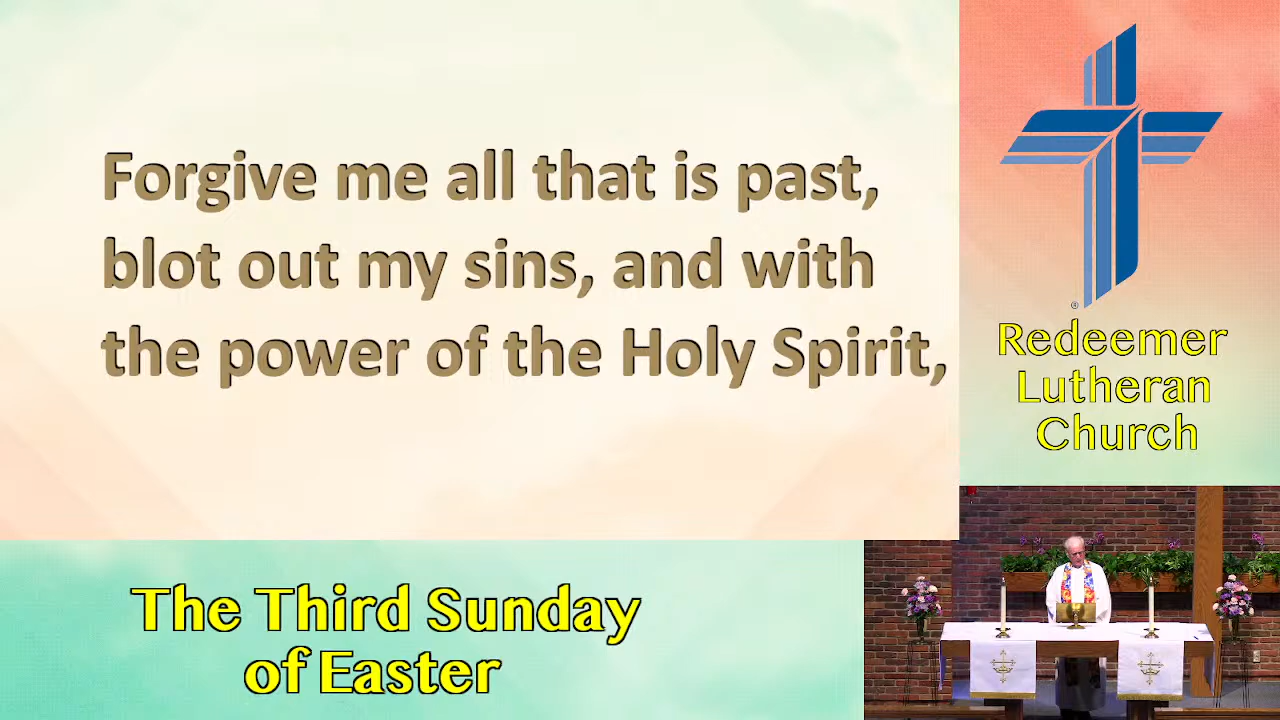 Forgive me all that is past,
blot out my sins, and with
the power of the Holy Spirit,
®
Redeemer
Lutheran
Church
The Third Sunday
of Easter